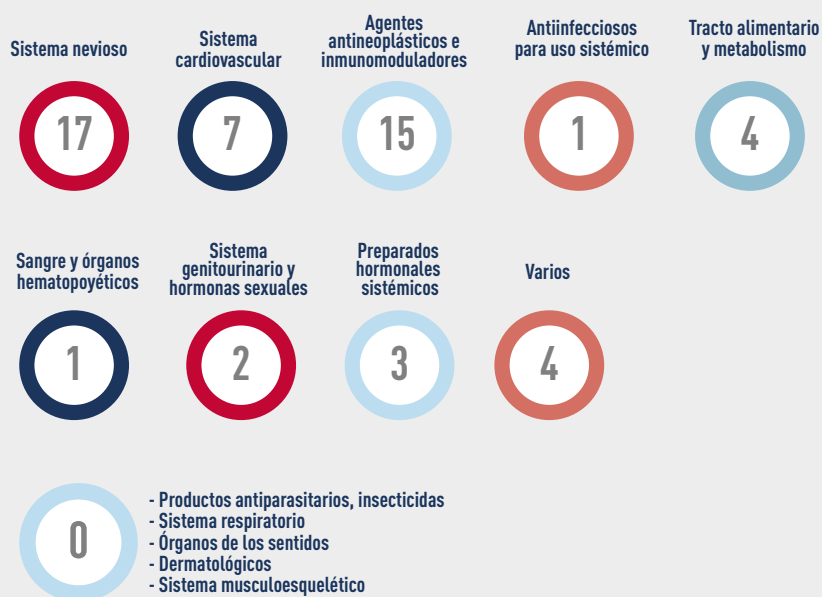 Sistema nevioso
Sistema
cardiovascular
Agentes
antineoplásticos e
inmunomoduladores
Antiinfecciosos
para uso sistémico
Tracto alimentario
y metabolismo
17
7
15
1
4
Sangre y órganos
hematopoyéticos
Sistema
genitourinario y
hormonas sexuales
Preparados
hormonales
sistémicos
Varios
1
2
3
4
0
- Productos antiparasitarios, insecticidas
- Sistema respiratorio
- Órganos de los sentidos
- Dermatológicos
- Sistema musculoesquelético